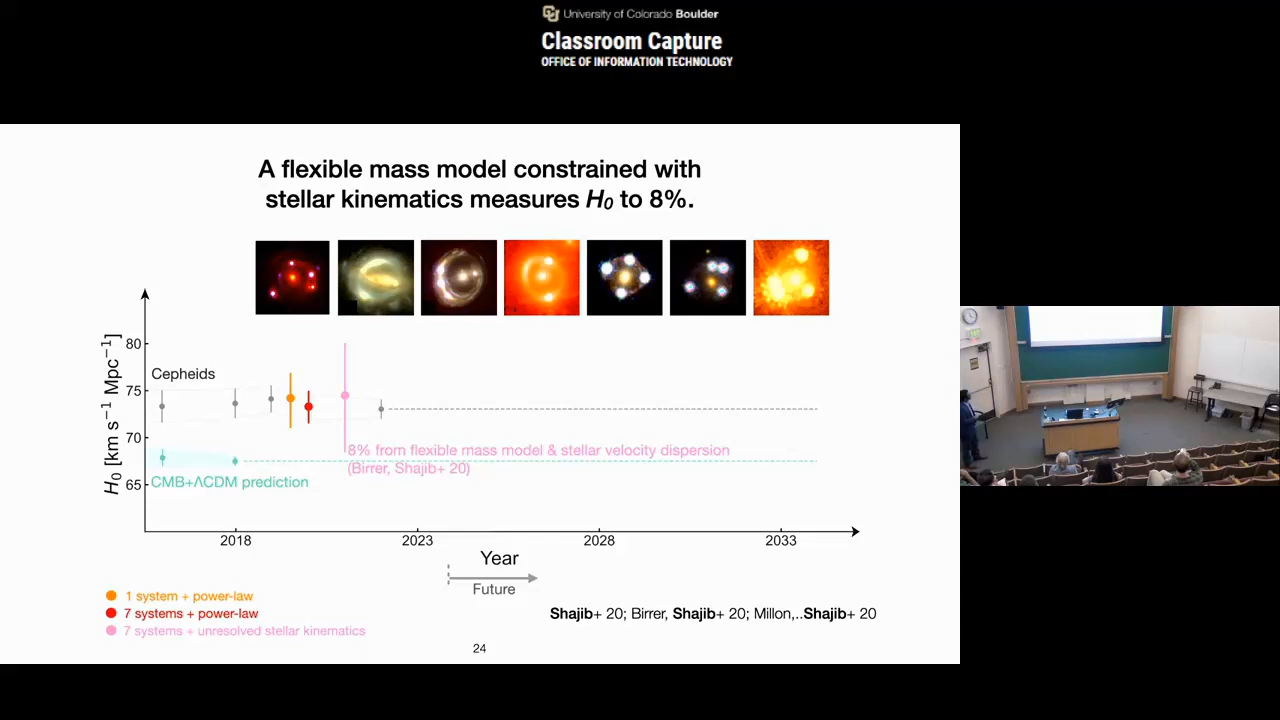 University of Colorado Boulder
Classroom Capture
OFFICE OF INFORMATION TECHNOLOGY
A flexible mass model constrained with
stellar kinematics measures H₀ to 8%.
H₀ [km s⁻¹ Mpc⁻¹]
80
75
70
65
Cepheids
8% from flexible mass model & stellar velocity dispersion
(Birrer, Shajib+ 20)
CMB+ΛCDM prediction
2018
2023
2028
2033
Year
Future
1 system + power-law
7 systems + power-law
7 systems + unresolved stellar kinematics
Shajib+ 20; Birrer, Shajib+ 20; Millon,..Shajib+ 20
24